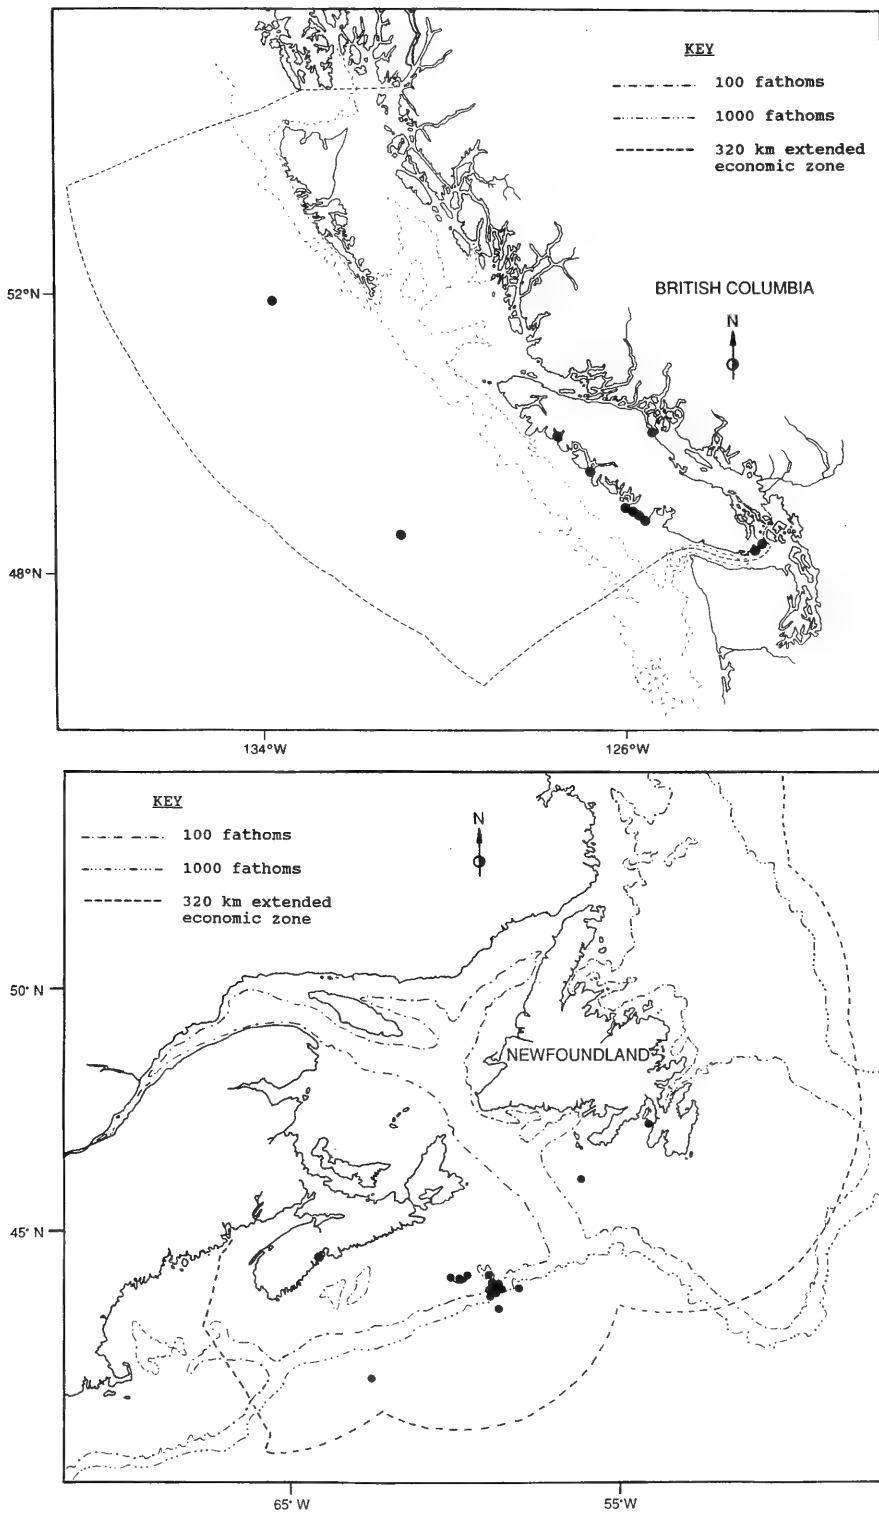 KEY
100 fathoms
1000 fathoms
320 km extended
economic zone
52°N
BRITISH COLUMBIA
N
48°N
134°W
126°W
KEY
100 fathoms
1000 fathoms
320 km extended
economic zone
N
50° N
NEWFOUNDLAND
45° N
65° W
55° W